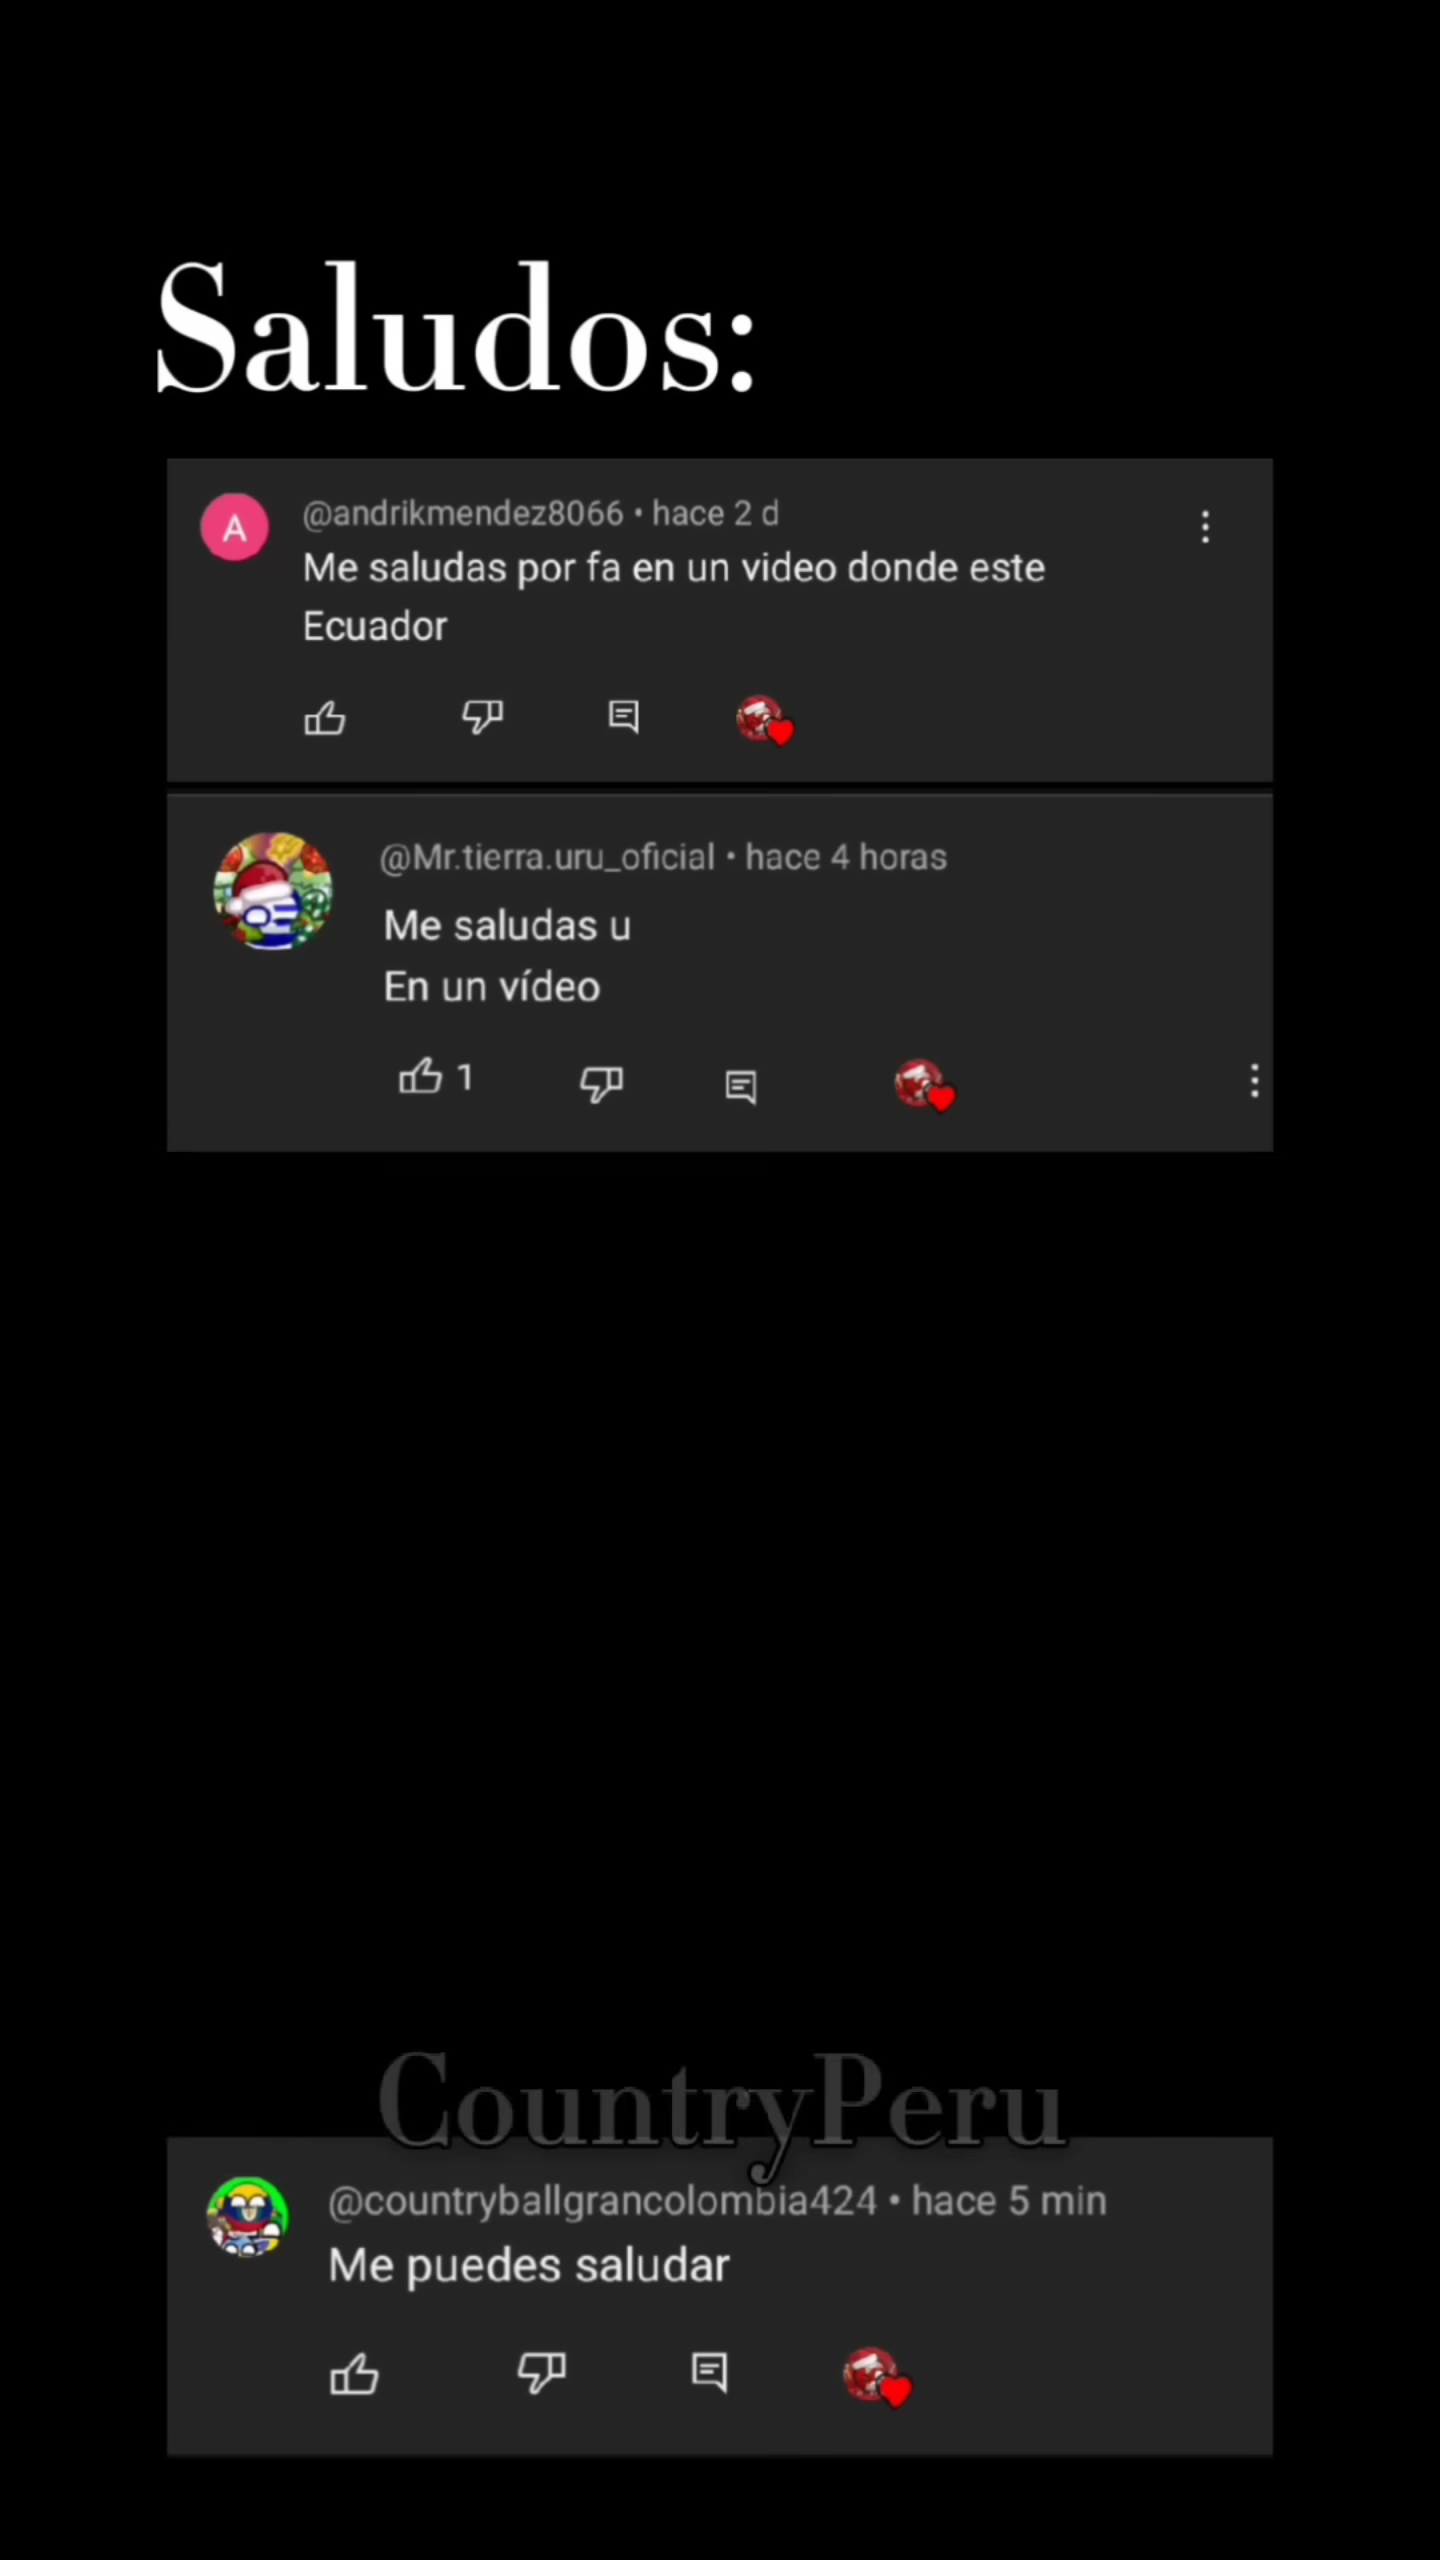 Saludos:
A
@andrikmendez8066 • hace 2 d
Me saludas por fa en un video donde este
Ecuador
@Mr.tierra.uru_oficial • hace 4 horas
Me saludas u
En un vídeo
1
CountryPeru
@countryballgrancolombia424 • hace 5 min
Me puedes saludar